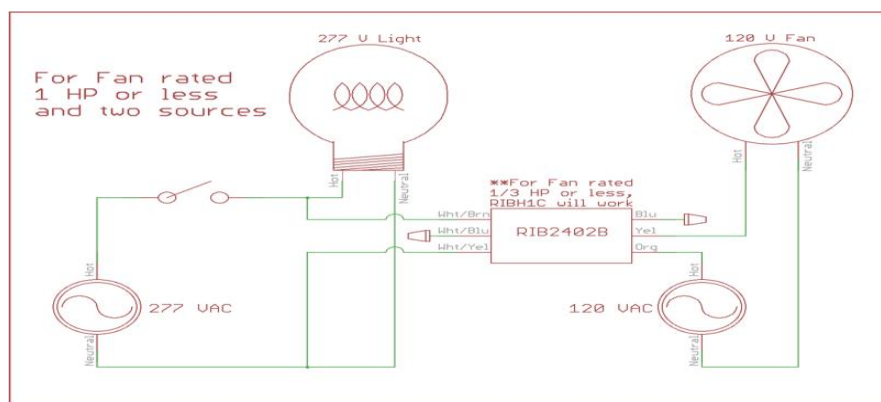 277 V Light
120 V Fan
For Fan rated
1 HP or less
and two sources
Hot
Neutral
Hot
Neutral
**For Fan rated
1/3 HP or less,
RIBH1C will work
Wht/Brn
Blu
Wht/Blu
RIB2402B
Yel
Wht/Yel
Org
Hot
277 VAC
Neutral
Hot
120 VAC
Neutral